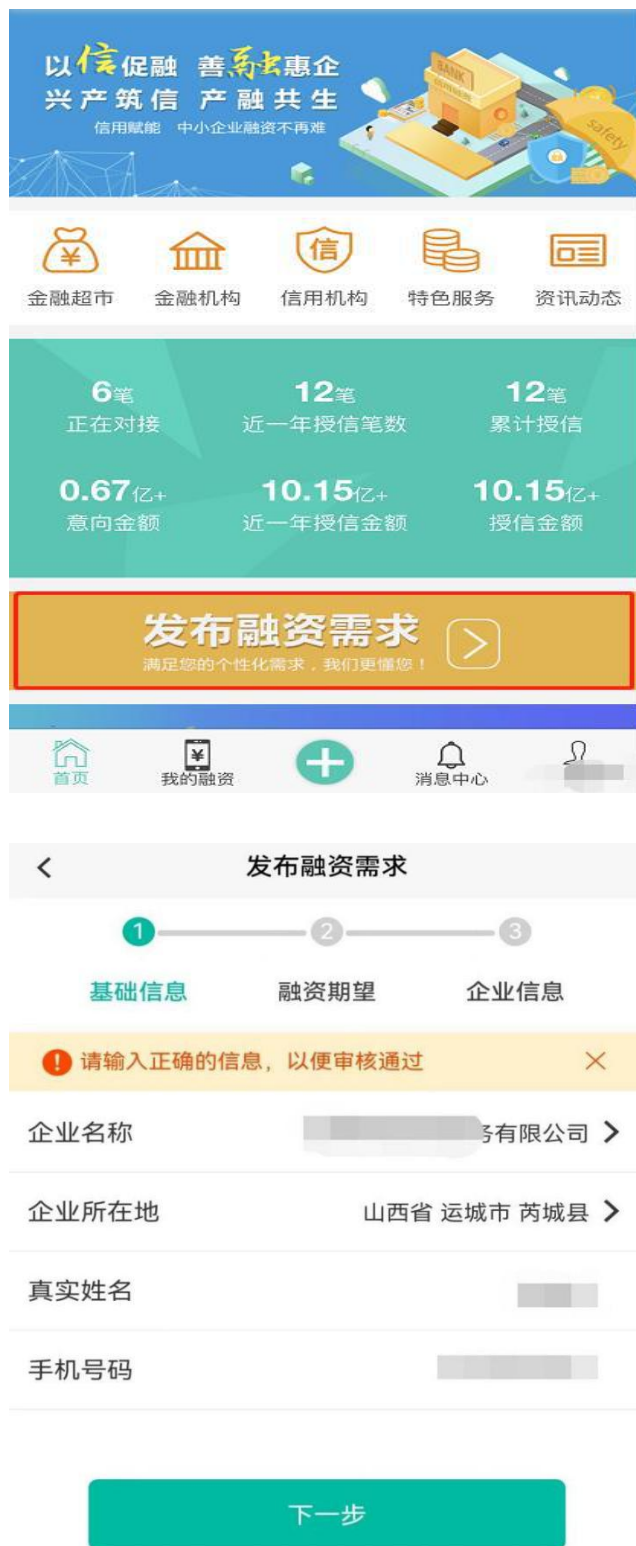 以信促融 善融惠企
兴产筑信 产融共生
信用赋能 中小企业融资不再难
BANK
safety
¥
信
金融超市 金融机构 信用机构 特色服务 资讯动态
6笔 12笔 12笔
正在对接 近一年授信笔数 累计授信
0.67亿+ 10.15亿+ 10.15亿+
意向金额 近一年授信金额 授信金额
发布融资需求
满足您的个性化需求，我们更懂您！
¥
首页 我的融资 消息中心
发布融资需求
1 2 3
基础信息 融资期望 企业信息
请输入正确的信息，以便审核通过
企业名称 务有限公司
企业所在地 山西省 运城市 芮城县
真实姓名
手机号码
下一步